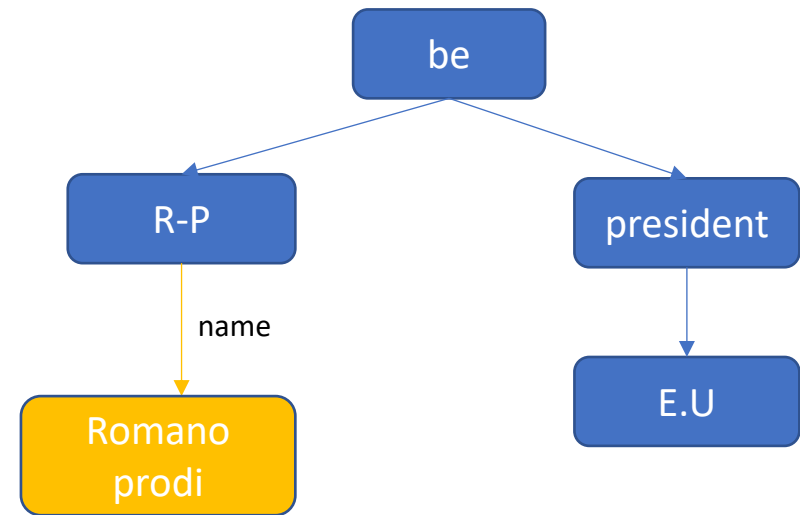 be
R-P
president
name
E.U
Romano
prodi